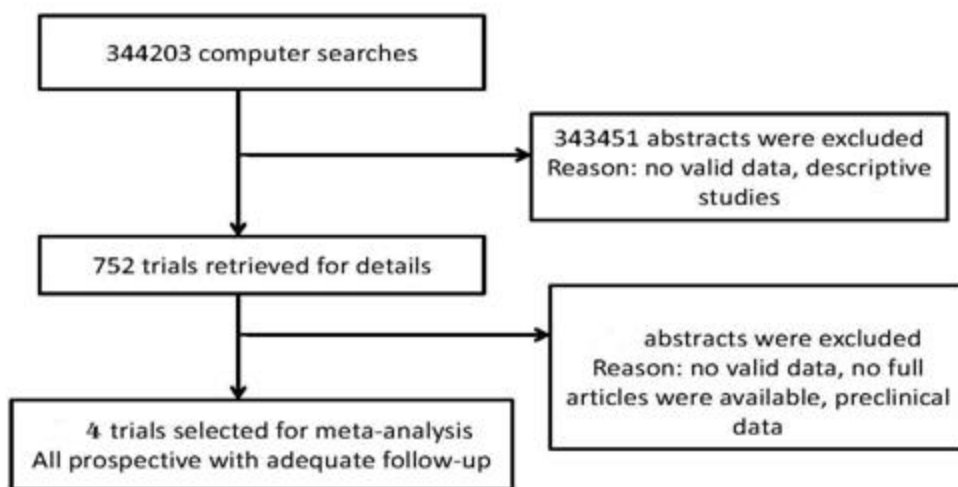 344203 computer searches
343451 abstracts were excluded
Reason: no valid data, descriptive
studies
752 trials retrieved for details
abstracts were excluded
Reason: no valid data, no full
articles were available, preclinical
data
4 trials selected for meta-analysis
All prospective with adequate follow-up